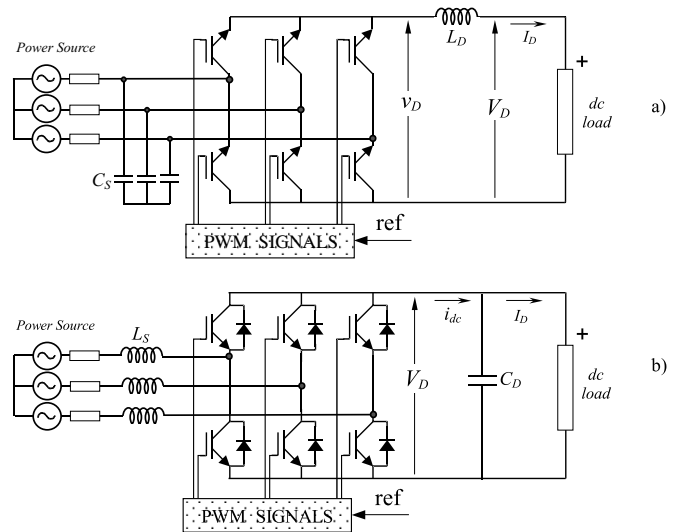 Power Source
L_D
I_D
+
v_D
V_D
dc
load
a)
C_S
ref
PWM SIGNALS
Power Source
L_S
i_dc
I_D
+
V_D
C_D
dc
load
b)
ref
PWM SIGNALS